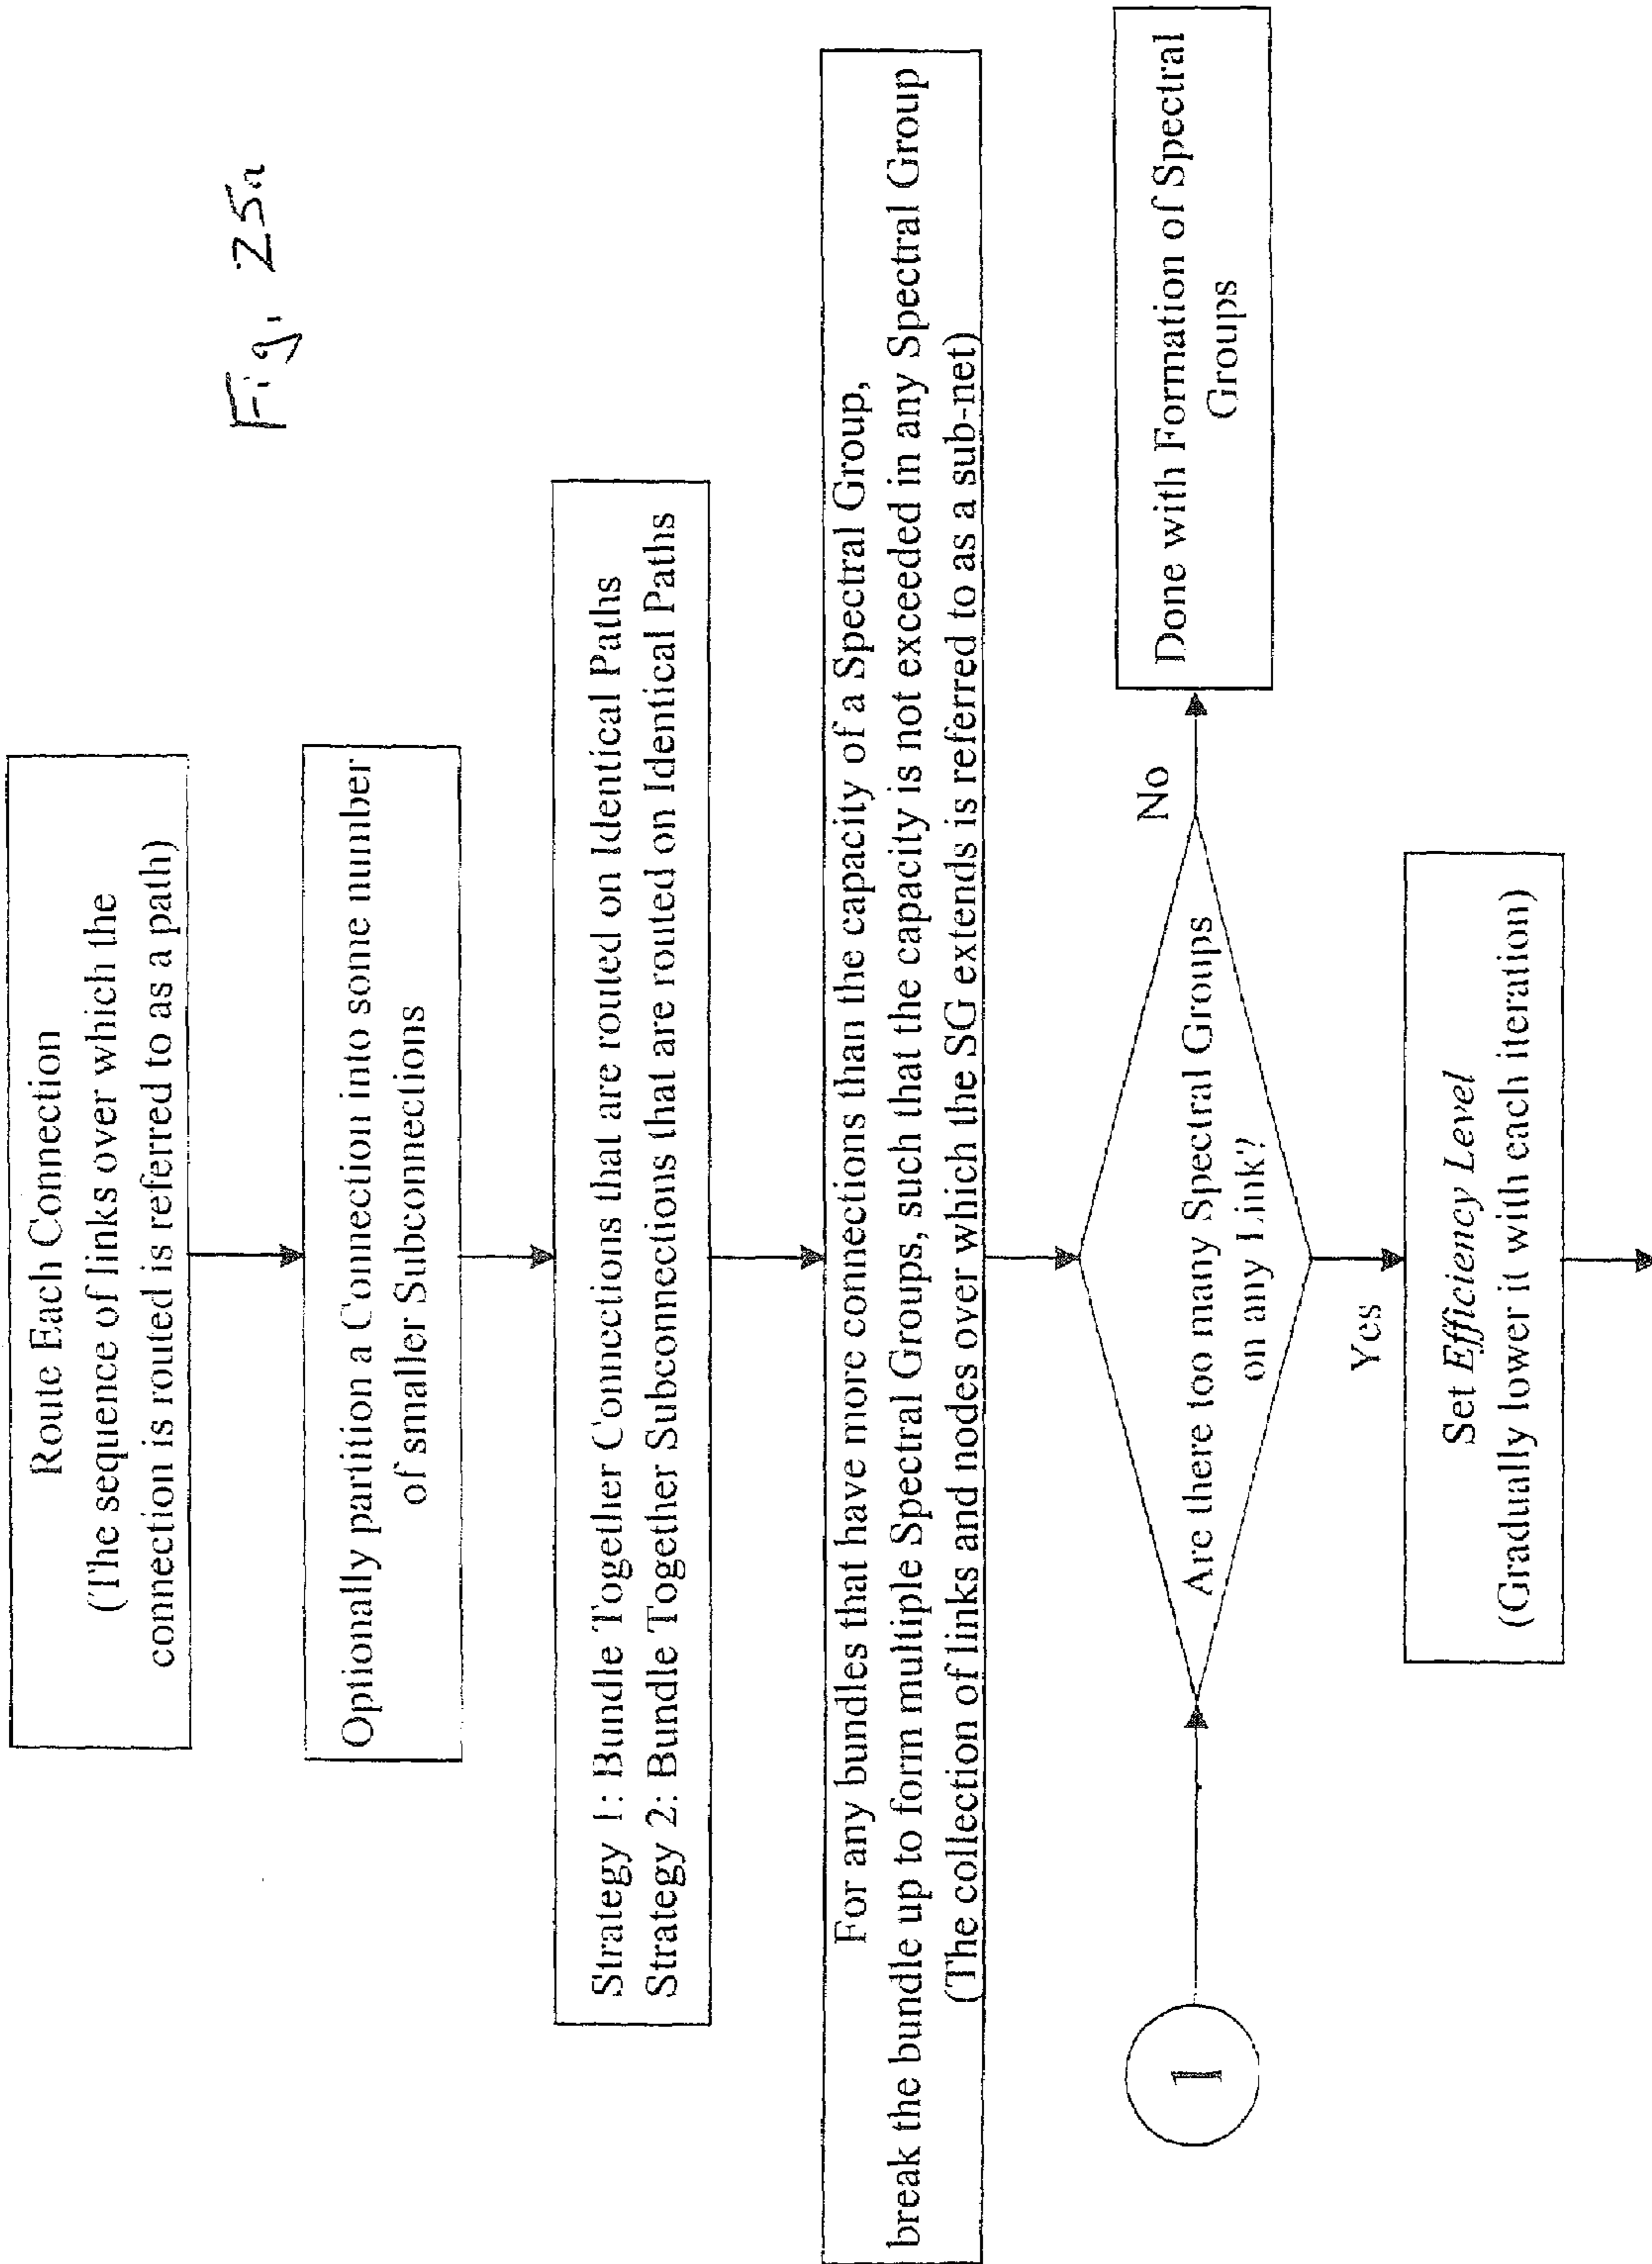 Fig. 25a
Route Each Connection
(The sequence of links over which the
connection is routed is referred to as a path)
Optionally partition a Connection into some number
of smaller Subconnections
Strategy 1: Bundle Together Connections that are routed on Identical Paths
Strategy 2: Bundle Together Subconnections that are routed on Identical Paths
For any bundles that have more connections than the capacity of a Spectral Group,
break the bundle up to form multiple Spectral Groups, such that the capacity is not exceeded in any Spectral Group
(The collection of links and nodes over which the SG extends is referred to as a sub-net)
1
Are there too many Spectral Groups
on any Link?
No
Done with Formation of Spectral
Groups
Yes
Set Efficiency Level
(Gradually lower it with each iteration)